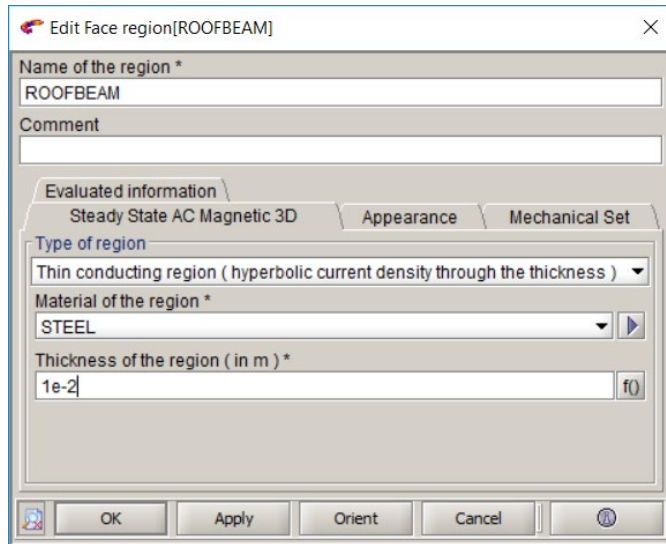 Edit Face region[ROOFBEAM]
Name of the region *
ROOFBEAM
Comment
Evaluated information
Steady State AC Magnetic 3D Appearance Mechanical Set
Type of region
Thin conducting region ( hyperbolic current density through the thickness )
Material of the region *
STEEL
Thickness of the region ( in m ) *
1e-2 f()
OK Apply Orient Cancel